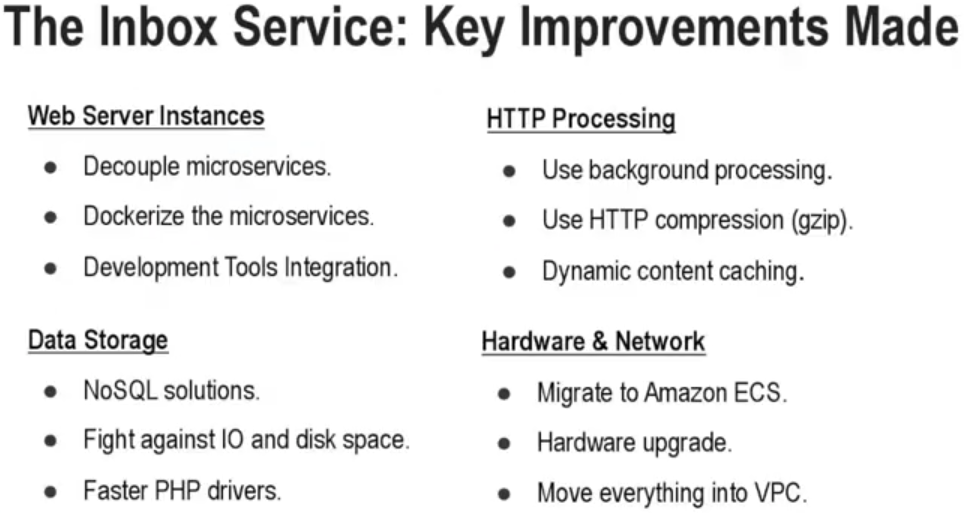 The Inbox Service: Key Improvements Made
Web Server Instances
● Decouple microservices.
● Dockerize the microservices.
● Development Tools Integration.
HTTP Processing
● Use background processing.
● Use HTTP compression (gzip).
● Dynamic content caching.
Data Storage
● NoSQL solutions.
● Fight against IO and disk space.
● Faster PHP drivers.
Hardware & Network
● Migrate to Amazon ECS.
● Hardware upgrade.
● Move everything into VPC.